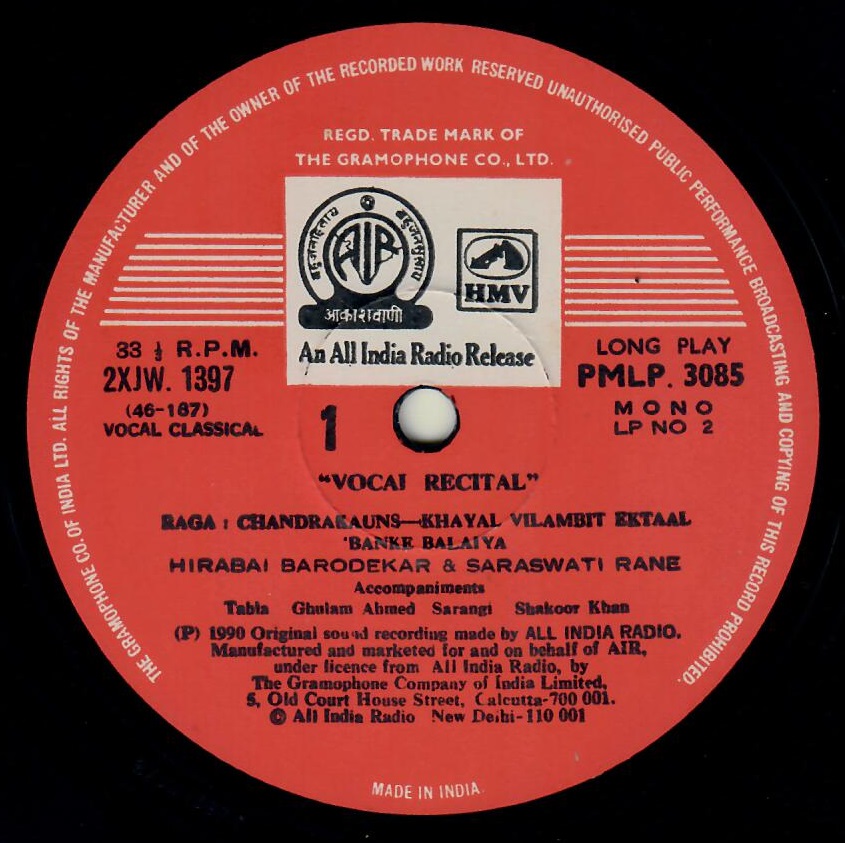 THE GRAMOPHONE CO. OF INDIA LTD. ALL RIGHTS OF THE MANUFACTURER AND OF THE OWNER OF THE RECORDED WORK RESERVED UNAUTHORISED PUBLIC PERFORMANCE BROADCASTING AND COPYING OF THIS RECORD PROHIBITED.
REGD. TRADE MARK OF
THE GRAMOPHONE CO., LTD.
बहुजनहिताय बहुजनसुखाय
AIR
आकाशवाणी
HMV
An All India Radio Release
33 ⅓ R.P.M.
2XJW. 1397
(46-187)
VOCAL CLASSICAL
1
LONG PLAY
PMLP. 3085
MONO
LP NO 2
"VOCAL RECITAL"
RAGA : CHANDRAKAUNS—KHAYAL VILAMBIT EKTAAL
'BANKE BALAIYA
HIRABAI BARODEKAR & SARASWATI RANE
Accompaniments
Tabla Ghulam Ahmed Sarangi Shakoor Khan
(P) 1990 Original sound recording made by ALL INDIA RADIO.
Manufactured and marketed for and on behalf of AIR,
under licence from All India Radio, by
The Gramophone Company of India Limited,
5, Old Court House Street, Calcutta-700 001.
© All India Radio New Delhi-110 001
MADE IN INDIA